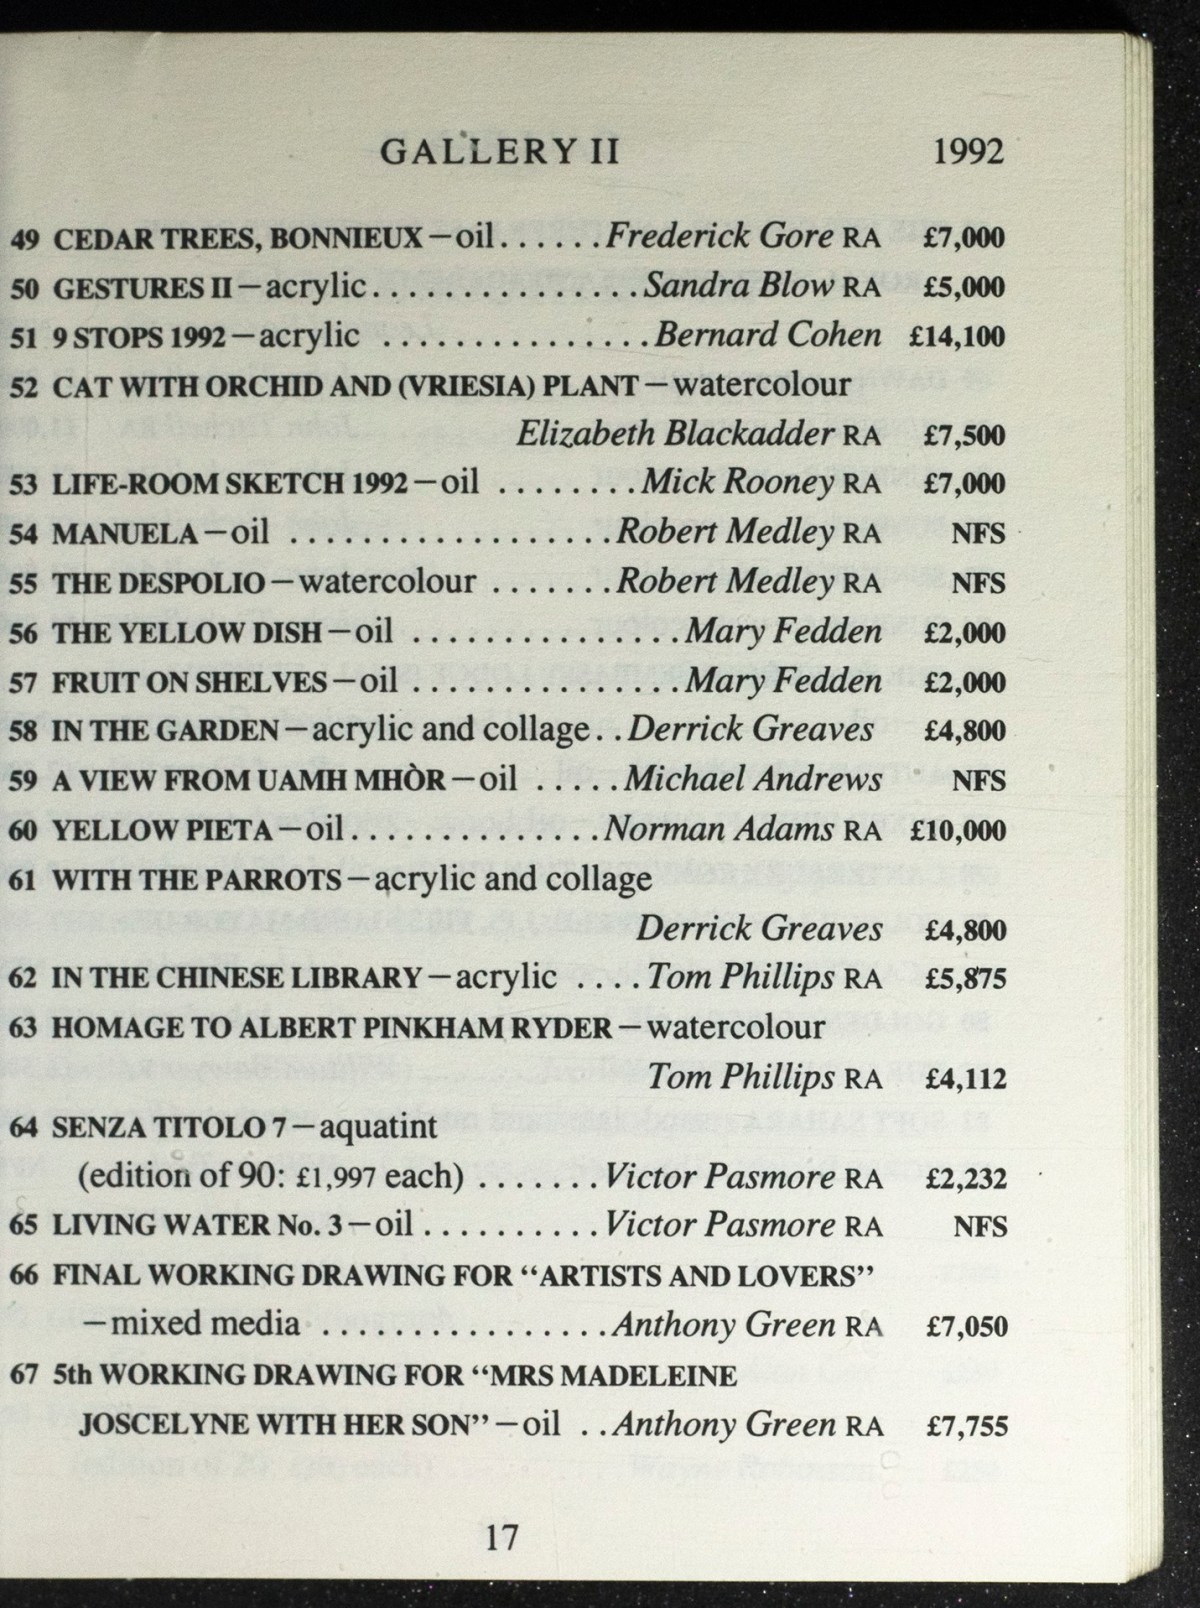 GALLERY II 1992
49 CEDAR TREES, BONNIEUX—oil......Frederick Gore RA £7,000
50 GESTURES II—acrylic...............Sandra Blow RA £5,000
51 9 STOPS 1992—acrylic ...............Bernard Cohen £14,100
52 CAT WITH ORCHID AND (VRIESIA) PLANT—watercolour
Elizabeth Blackadder RA £7,500
53 LIFE-ROOM SKETCH 1992—oil ........Mick Rooney RA £7,000
54 MANUELA—oil ..................Robert Medley RA NFS
55 THE DESPOLIO—watercolour .......Robert Medley RA NFS
56 THE YELLOW DISH—oil ...............Mary Fedden £2,000
57 FRUIT ON SHELVES—oil ...............Mary Fedden £2,000
58 IN THE GARDEN—acrylic and collage..Derrick Greaves £4,800
59 A VIEW FROM UAMH MHÒR—oil .....Michael Andrews NFS
60 YELLOW PIETA—oil..............Norman Adams RA £10,000
61 WITH THE PARROTS—acrylic and collage
Derrick Greaves £4,800
62 IN THE CHINESE LIBRARY—acrylic ....Tom Phillips RA £5,875
63 HOMAGE TO ALBERT PINKHAM RYDER—watercolour
Tom Phillips RA £4,112
64 SENZA TITOLO 7—aquatint
(edition of 90: £1,997 each) .......Victor Pasmore RA £2,232
65 LIVING WATER No. 3—oil..........Victor Pasmore RA NFS
66 FINAL WORKING DRAWING FOR “ARTISTS AND LOVERS”
—mixed media ................Anthony Green RA £7,050
67 5th WORKING DRAWING FOR “MRS MADELEINE
JOSCELYNE WITH HER SON”—oil ..Anthony Green RA £7,755
17